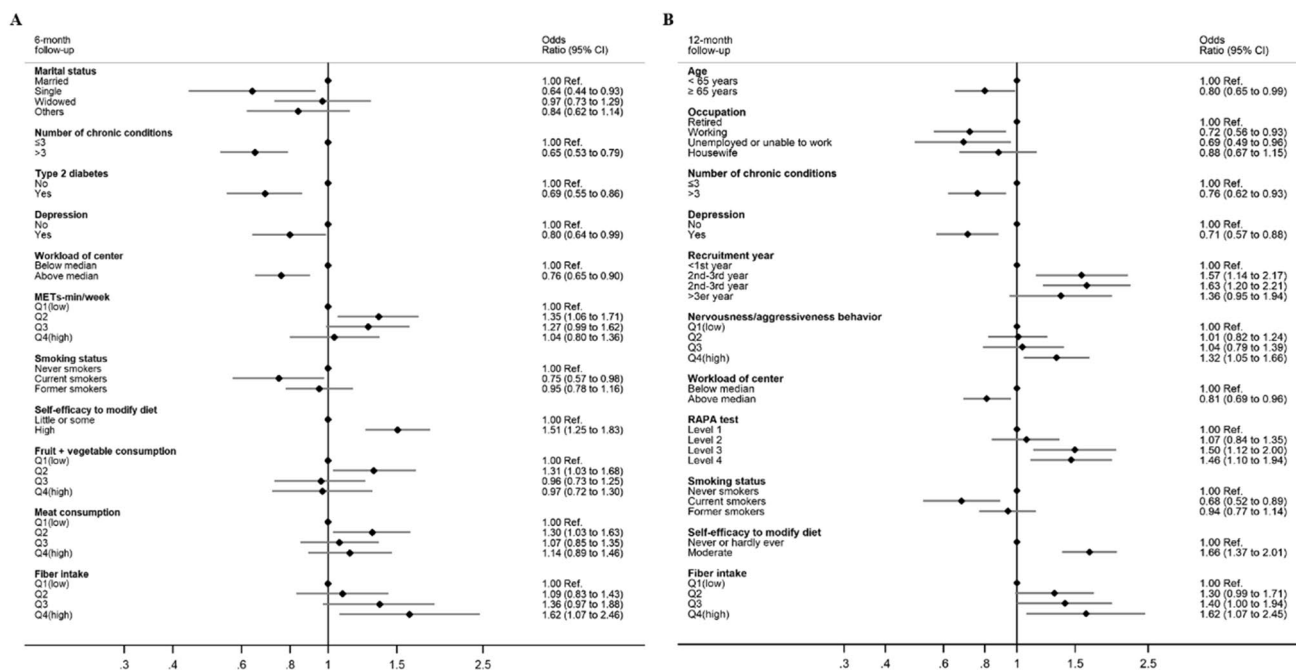 A
6-month Odds
follow-up Ratio (95% CI)
Marital status
Married 1.00 Ref.
Single 0.64 (0.44 to 0.93)
Widowed 0.97 (0.73 to 1.29)
Others 0.84 (0.62 to 1.14)
Number of chronic conditions
≤3 1.00 Ref.
>3 0.65 (0.53 to 0.79)
Type 2 diabetes
No 1.00 Ref.
Yes 0.69 (0.55 to 0.86)
Depression
No 1.00 Ref.
Yes 0.80 (0.64 to 0.99)
Workload of center
Below median 1.00 Ref.
Above median 0.76 (0.65 to 0.90)
METs-min/week
Q1(low) 1.00 Ref.
Q2 1.35 (1.06 to 1.71)
Q3 1.27 (0.99 to 1.62)
Q4(high) 1.04 (0.80 to 1.36)
Smoking status
Never smokers 1.00 Ref.
Current smokers 0.75 (0.57 to 0.98)
Former smokers 0.95 (0.78 to 1.16)
Self-efficacy to modify diet
Little or some 1.00 Ref.
High 1.51 (1.25 to 1.83)
Fruit + vegetable consumption
Q1(low) 1.00 Ref.
Q2 1.31 (1.03 to 1.68)
Q3 0.96 (0.73 to 1.25)
Q4(high) 0.97 (0.72 to 1.30)
Meat consumption
Q1(low) 1.00 Ref.
Q2 1.30 (1.03 to 1.63)
Q3 1.07 (0.85 to 1.35)
Q4(high) 1.14 (0.89 to 1.46)
Fiber intake
Q1(low) 1.00 Ref.
Q2 1.09 (0.83 to 1.43)
Q3 1.36 (0.97 to 1.88)
Q4(high) 1.62 (1.07 to 2.46)
.3 .6 .8 1 1.5 2.5
B
12-month Odds
follow-up Ratio (95% CI)
Age
< 65 years 1.00 Ref.
≥ 65 years 0.80 (0.65 to 0.99)
Occupation
Retired 1.00 Ref.
Working 0.72 (0.56 to 0.93)
Unemployed or unable to work 0.69 (0.49 to 0.96)
Housewife 0.88 (0.67 to 1.15)
Number of chronic conditions
≤3 1.00 Ref.
>3 0.76 (0.62 to 0.93)
Depression
No 1.00 Ref.
Yes 0.71 (0.57 to 0.88)
Recruitment year
<1st year 1.00 Ref.
2nd-3rd year 1.57 (1.14 to 2.17)
2nd-3rd year 1.63 (1.20 to 2.21)
>3er year 1.36 (0.95 to 1.94)
Nervousness/aggressiveness behavior
Q1(low) 1.00 Ref.
Q2 1.01 (0.82 to 1.24)
Q3 1.04 (0.79 to 1.39)
Q4(high) 1.32 (1.05 to 1.66)
Workload of center
Below median 1.00 Ref.
Above median 0.81 (0.69 to 0.96)
RAPA test
Level 1 1.00 Ref.
Level 2 1.07 (0.84 to 1.35)
Level 3 1.50 (1.12 to 2.00)
Level 4 1.46 (1.10 to 1.94)
Smoking status
Never smokers 1.00 Ref.
Current smokers 0.68 (0.52 to 0.89)
Former smokers 0.94 (0.77 to 1.14)
Self-efficacy to modify diet
Never or hardly ever 1.00 Ref.
Moderate 1.66 (1.37 to 2.01)
Fiber intake
Q1(low) 1.00 Ref.
Q2 1.30 (0.99 to 1.71)
Q3 1.40 (1.00 to 1.94)
Q4(high) 1.62 (1.07 to 2.45)
.3 .6 .8 1 1.5 2.5